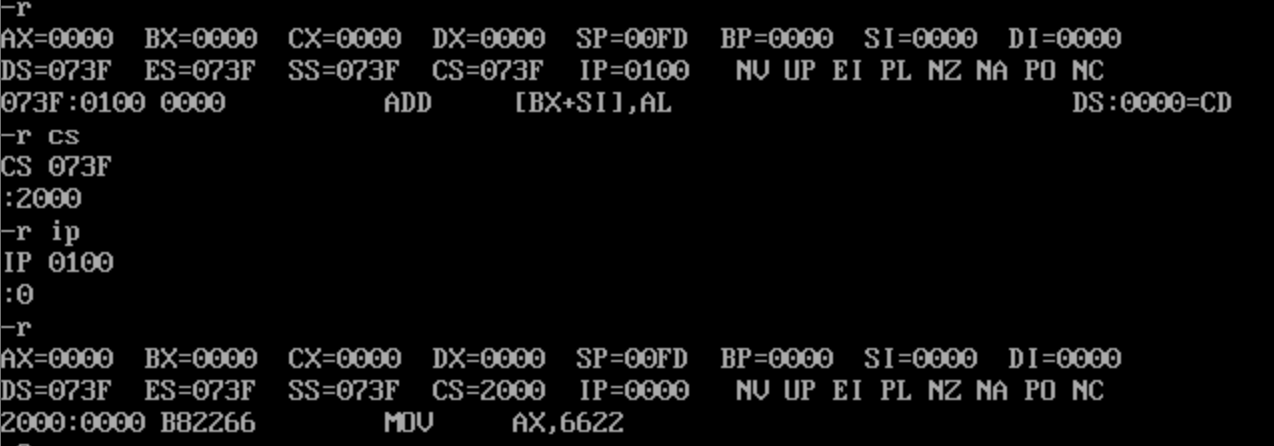 -r
AX=0000 BX=0000 CX=0000 DX=0000 SP=00FD BP=0000 SI=0000 DI=0000
DS=073F ES=073F SS=073F CS=073F IP=0100 NV UP EI PL NZ NA PO NC
073F:0100 0000 ADD [BX+SI],AL DS:0000=CD
-r cs
CS 073F
:2000
-r ip
IP 0100
:0
-r
AX=0000 BX=0000 CX=0000 DX=0000 SP=00FD BP=0000 SI=0000 DI=0000
DS=073F ES=073F SS=073F CS=2000 IP=0000 NV UP EI PL NZ NA PO NC
2000:0000 B82266 MOV AX,6622